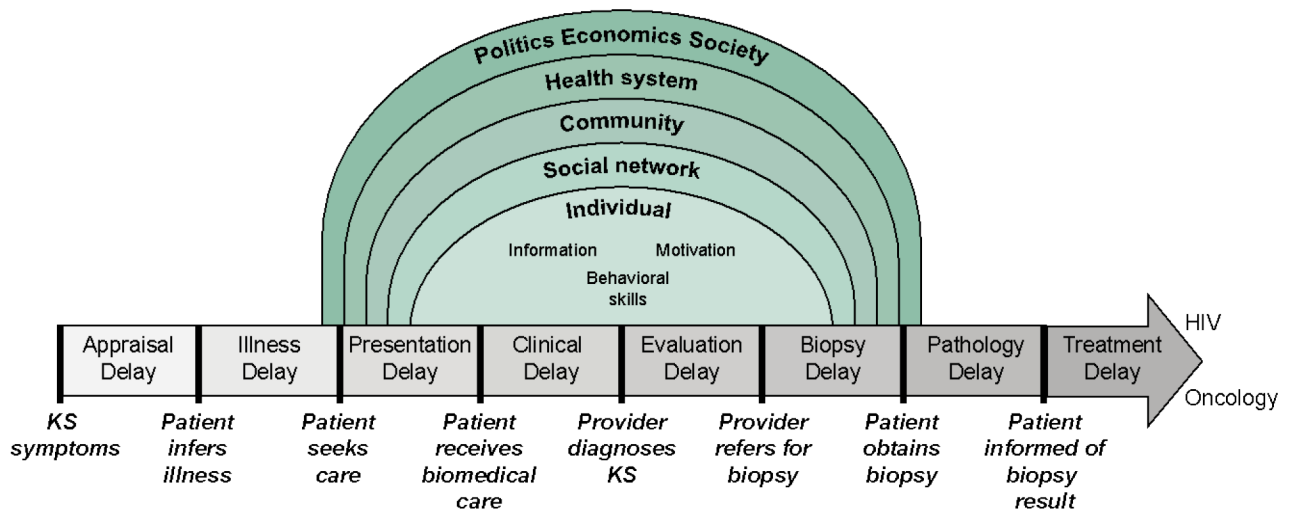 Politics Economics Society
Health system
Community
Social network
Individual
Information
Motivation
Behavioral
skills
Appraisal
Delay
Illness
Delay
Presentation
Delay
Clinical
Delay
Evaluation
Delay
Biopsy
Delay
Pathology
Delay
Treatment
Delay
HIV
Oncology
KS
symptoms
Patient
infers
illness
Patient
seeks
care
Patient
receives
biomedical
care
Provider
diagnoses
KS
Provider
refers for
biopsy
Patient
obtains
biopsy
Patient
informed of
biopsy
result